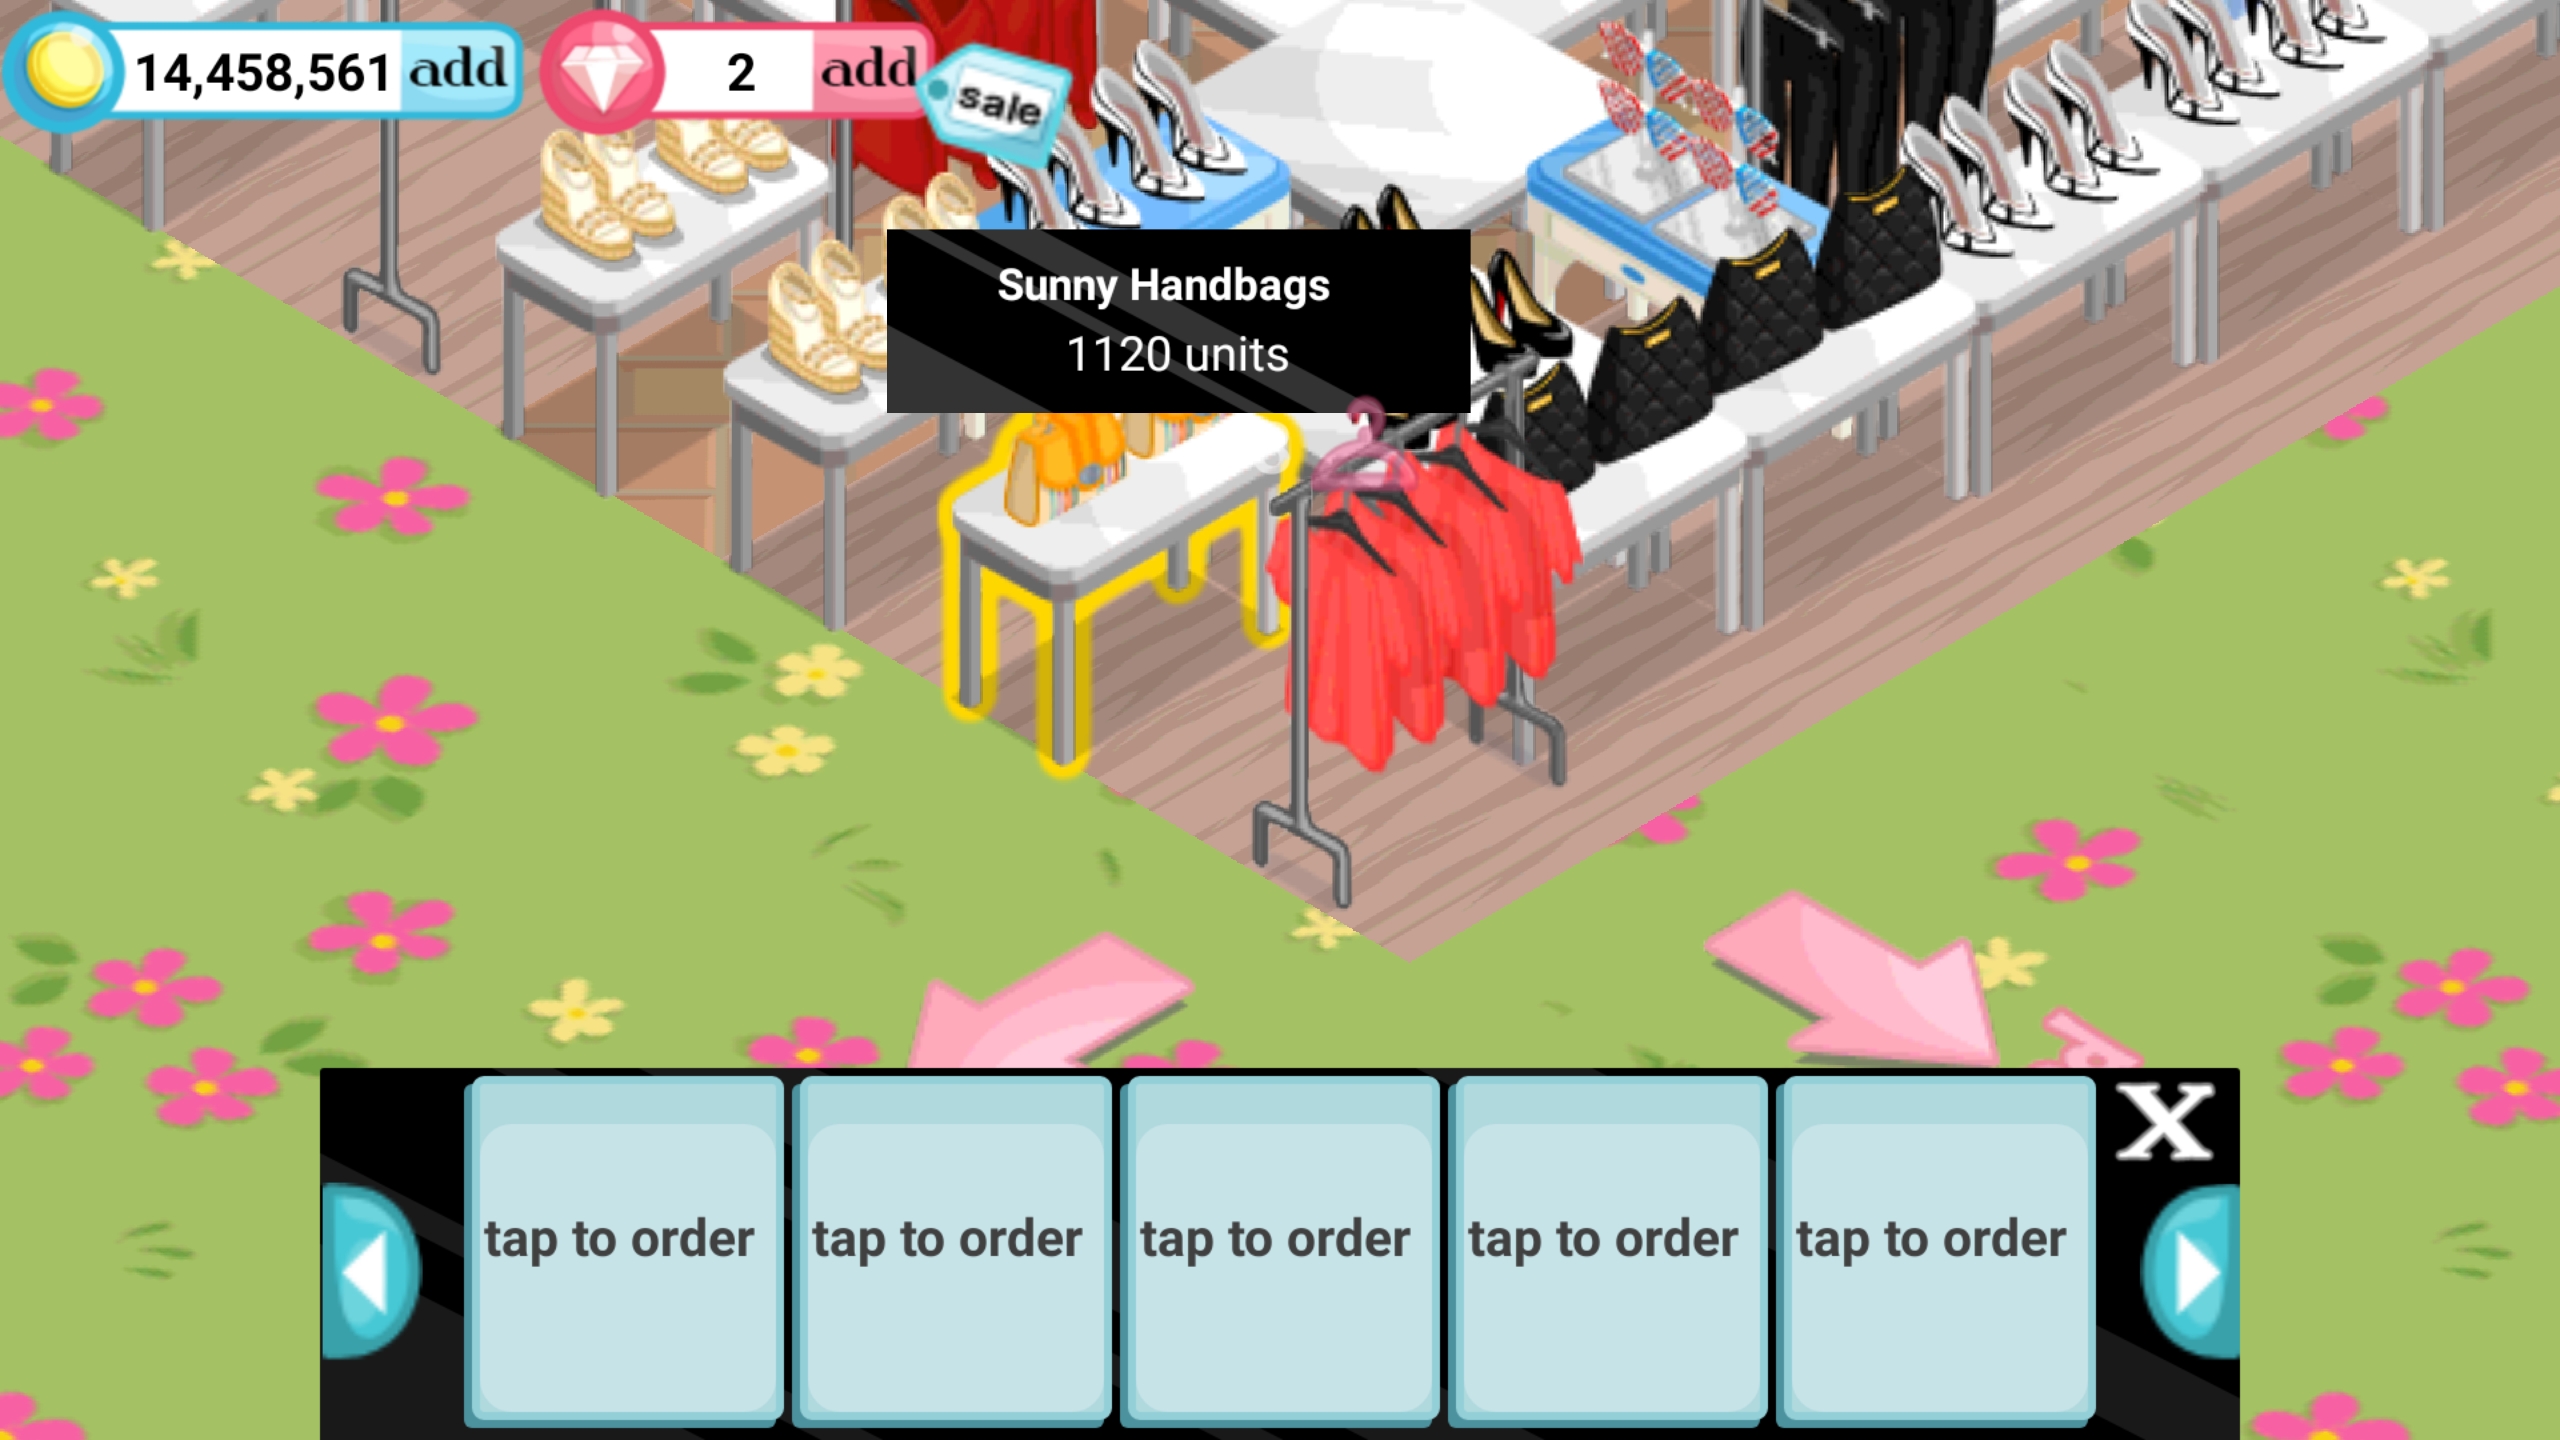 14,458,561 add
2 add
sale
Sunny Handbags
1120 units
X
tap to order
tap to order
tap to order
tap to order
tap to order